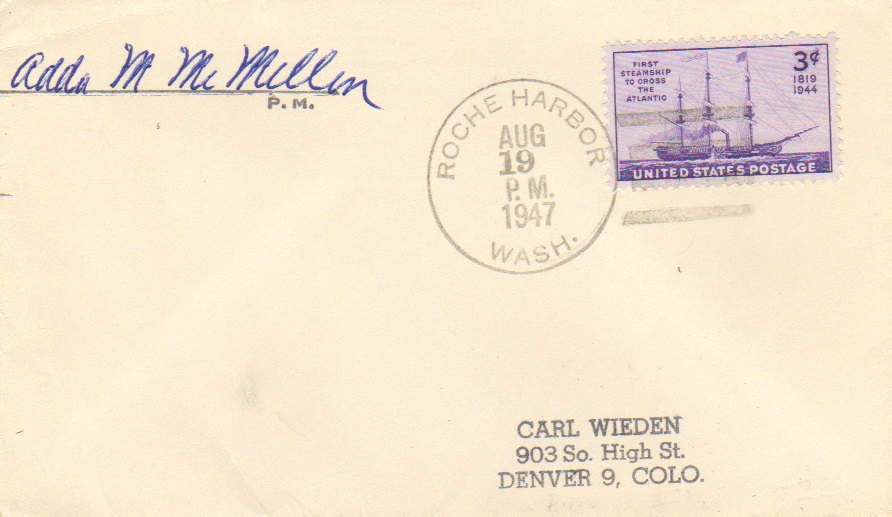 Adda M McMillin
P. M.
ROCHE HARBOR
AUG
19
P. M.
1947
WASH.
FIRST
STEAMSHIP
TO CROSS
THE
ATLANTIC
3¢
1819
1944
UNITED STATES POSTAGE
CARL WIEDEN
903 So. High St.
DENVER 9, COLO.